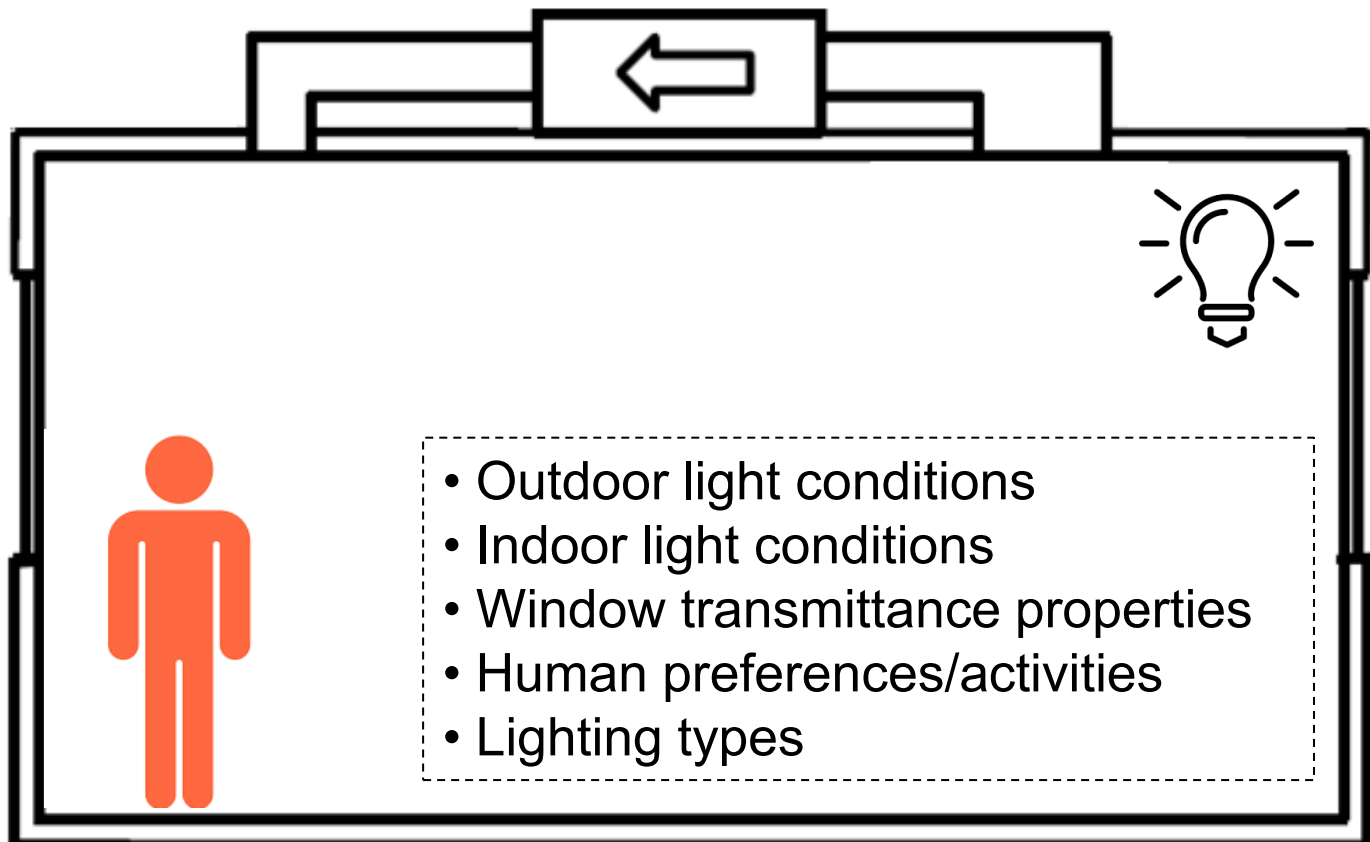 • Outdoor light conditions
• Indoor light conditions
• Window transmittance properties
• Human preferences/activities
• Lighting types